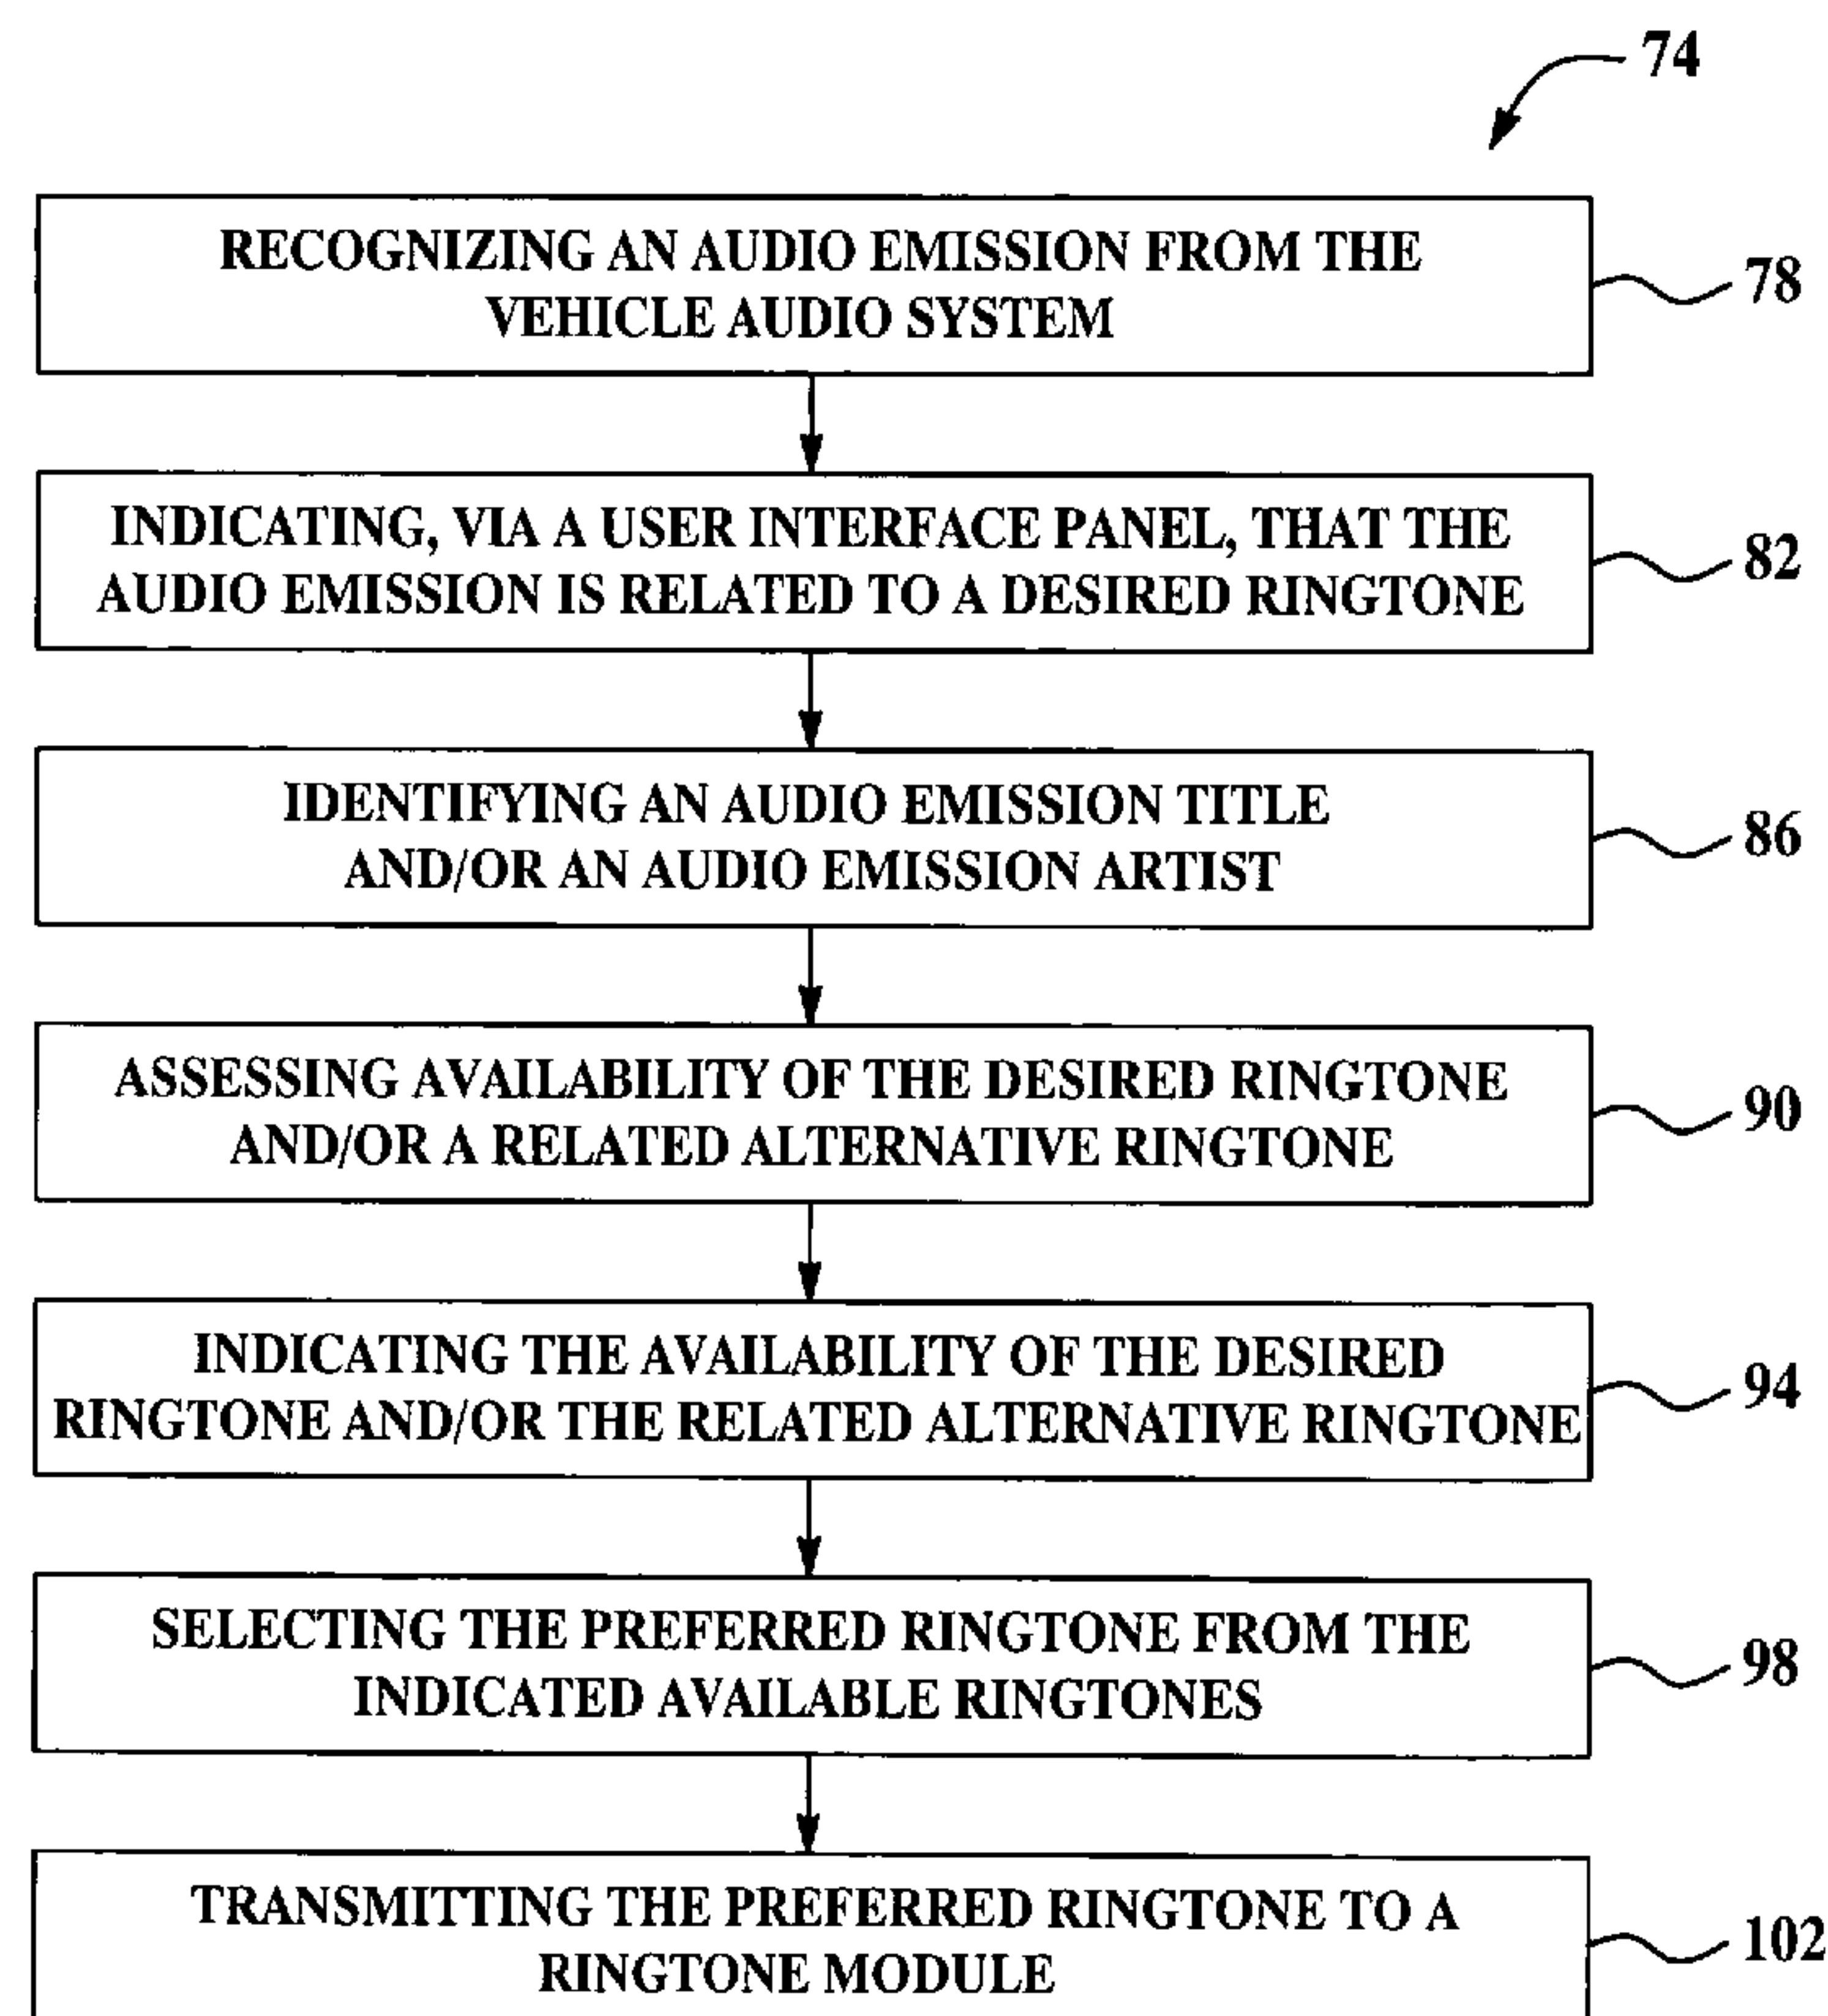 74
RECOGNIZING AN AUDIO EMISSION FROM THE
VEHICLE AUDIO SYSTEM
78
INDICATING, VIA A USER INTERFACE PANEL, THAT THE
AUDIO EMISSION IS RELATED TO A DESIRED RINGTONE
82
IDENTIFYING AN AUDIO EMISSION TITLE
AND/OR AN AUDIO EMISSION ARTIST
86
ASSESSING AVAILABILITY OF THE DESIRED RINGTONE
AND/OR A RELATED ALTERNATIVE RINGTONE
90
INDICATING THE AVAILABILITY OF THE DESIRED
RINGTONE AND/OR THE RELATED ALTERNATIVE RINGTONE
94
SELECTING THE PREFERRED RINGTONE FROM THE
INDICATED AVAILABLE RINGTONES
98
TRANSMITTING THE PREFERRED RINGTONE TO A
RINGTONE MODULE
102